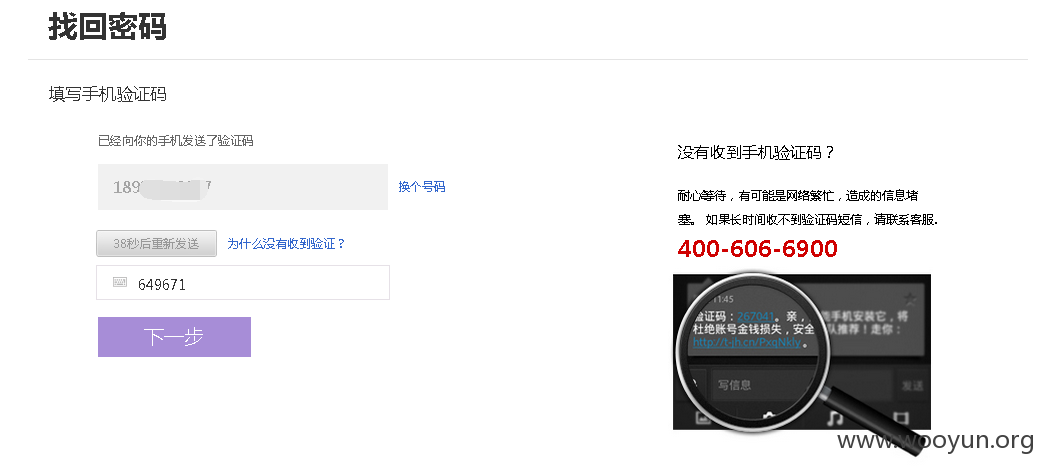 找回密码
填写手机验证码
已经向你的手机发送了验证码
换个号码
38秒后重新发送 为什么没有收到验证？
649671
下一步
没有收到手机验证码？
耐心等待，有可能是网络繁忙，造成的信息堵
塞。 如果长时间收不到验证码短信，请联系客服.
400-606-6900
11:45
验证码：267041。亲，
能手机安装它，将
杜绝账号金钱损失，安全
队推荐！走你：
http://t-jh.cn/PxqNkly 。
写信息
发送
www.wooyun.org